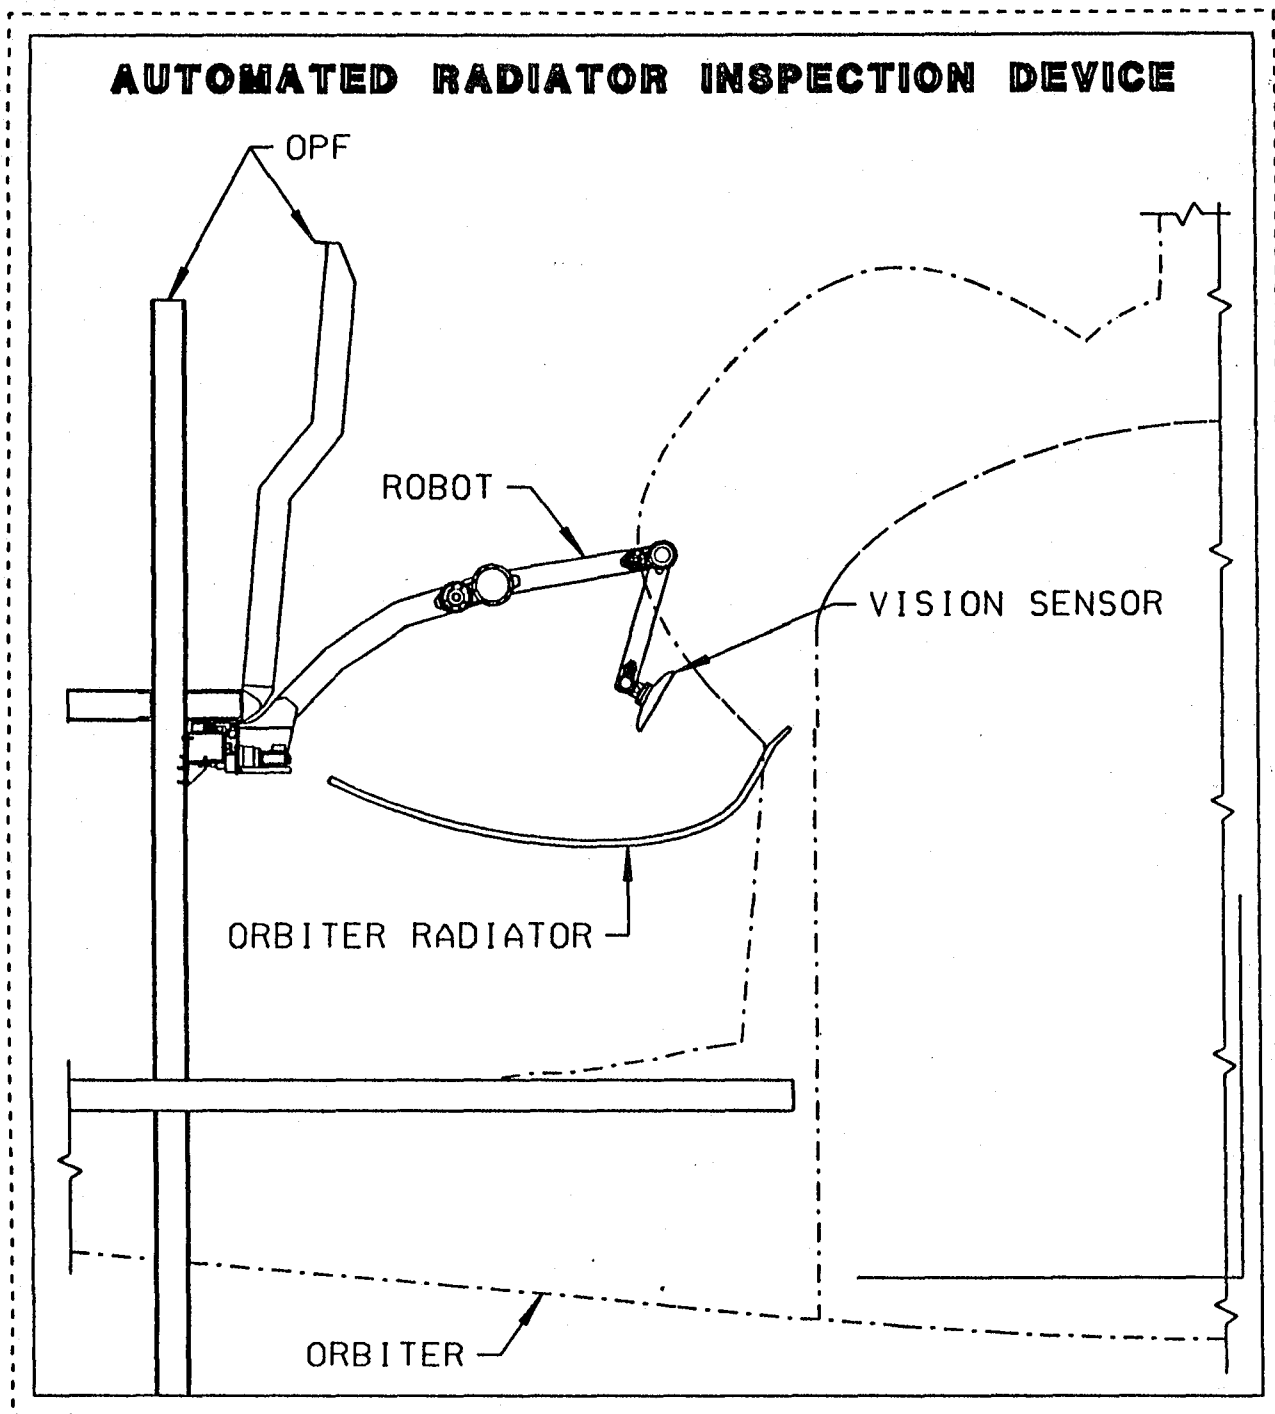 AUTOMATED RADIATOR INSPECTION DEVICE
OPF
ROBOT
VISION SENSOR
ORBITER RADIATOR
ORBITER